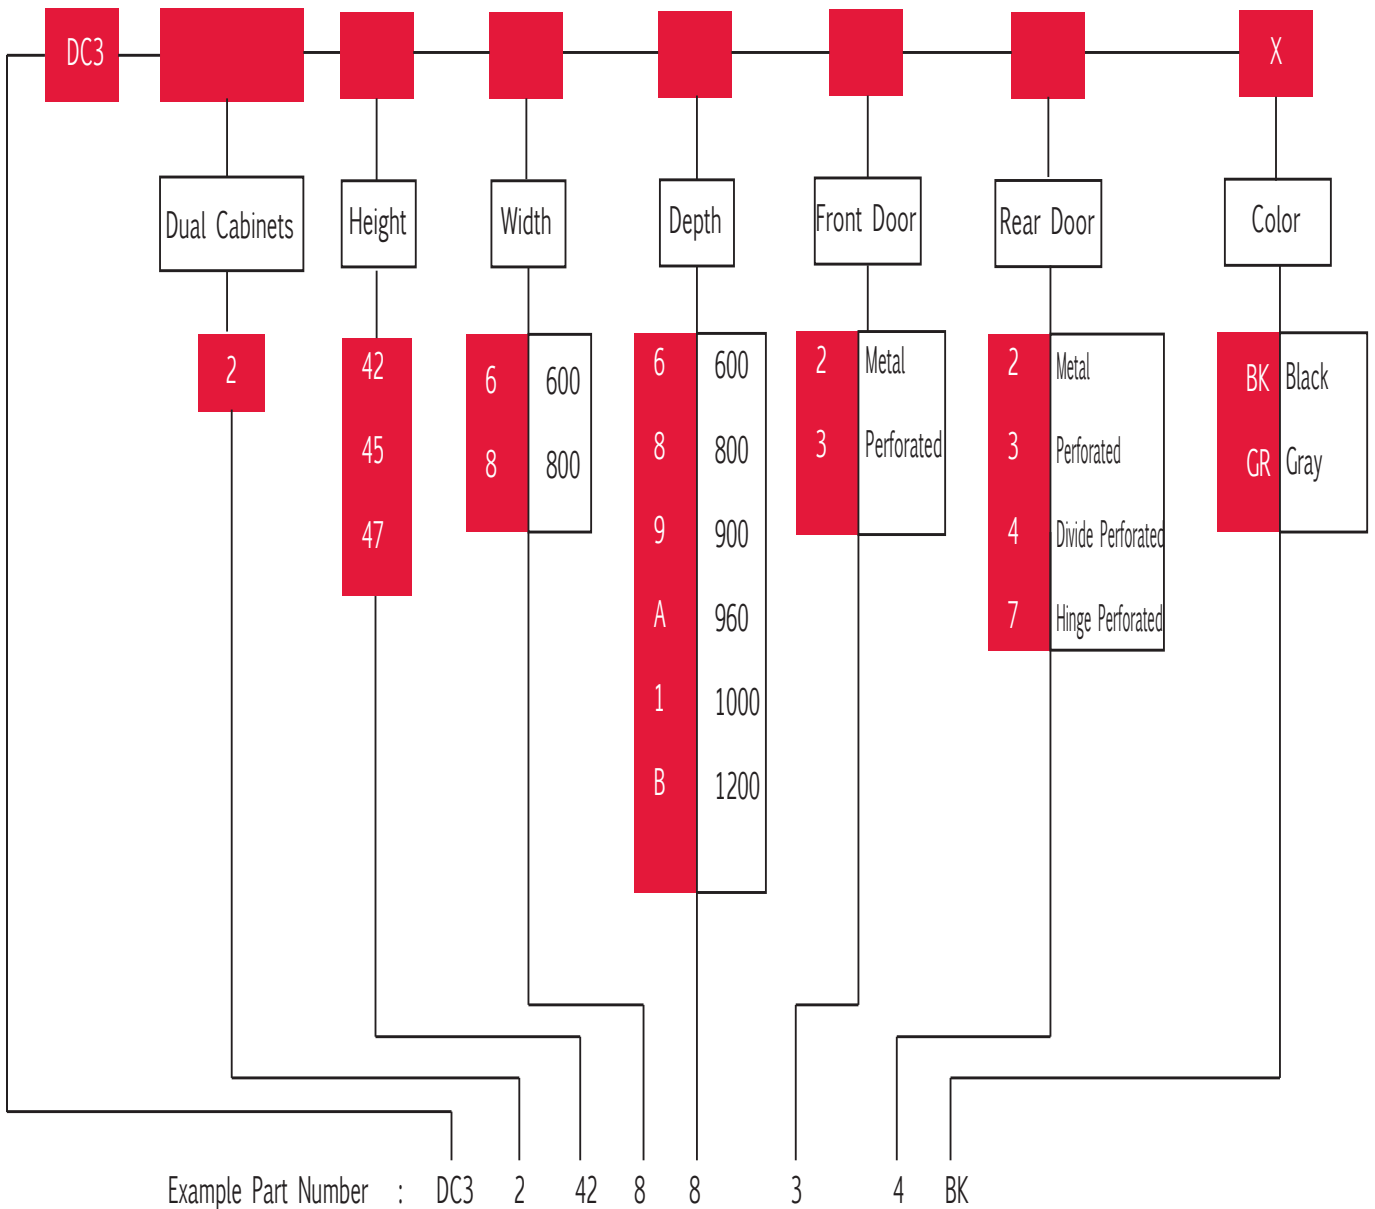 DC3 X
Dual Cabinets Height Width Depth Front Door Rear Door Color
2
42
45
47
6 600
8 800
6 600
8 800
9 900
A 960
1 1000
B 1200
2 Metal
3 Perforated
2 Metal
3 Perforated
4 Divide Perforated
7 Hinge Perforated
BK Black
GR Gray
Example Part Number : DC3 2 42 8 8 3 4 BK